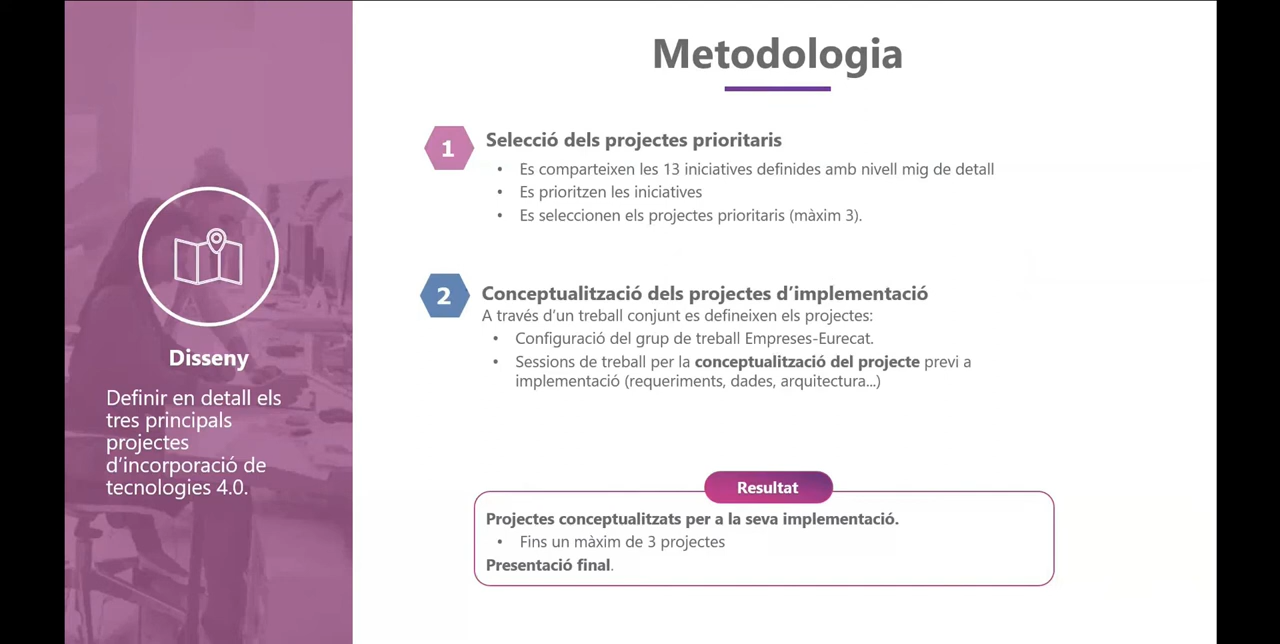 Metodologia
1
Selecció dels projectes prioritaris
• Es comparteixen les 13 iniciatives definides amb nivell mig de detall
• Es prioritzen les iniciatives
• Es seleccionen els projectes prioritaris (màxim 3).
2
Conceptualització dels projectes d’implementació
A través d’un treball conjunt es defineixen els projectes:
• Configuració del grup de treball Empreses-Eurecat.
• Sessions de treball per la conceptualització del projecte previ a
implementació (requeriments, dades, arquitectura...)
Disseny
Definir en detall els
tres principals
projectes
d’incorporació de
tecnologies 4.0.
Resultat
Projectes conceptualitzats per a la seva implementació.
• Fins un màxim de 3 projectes
Presentació final.